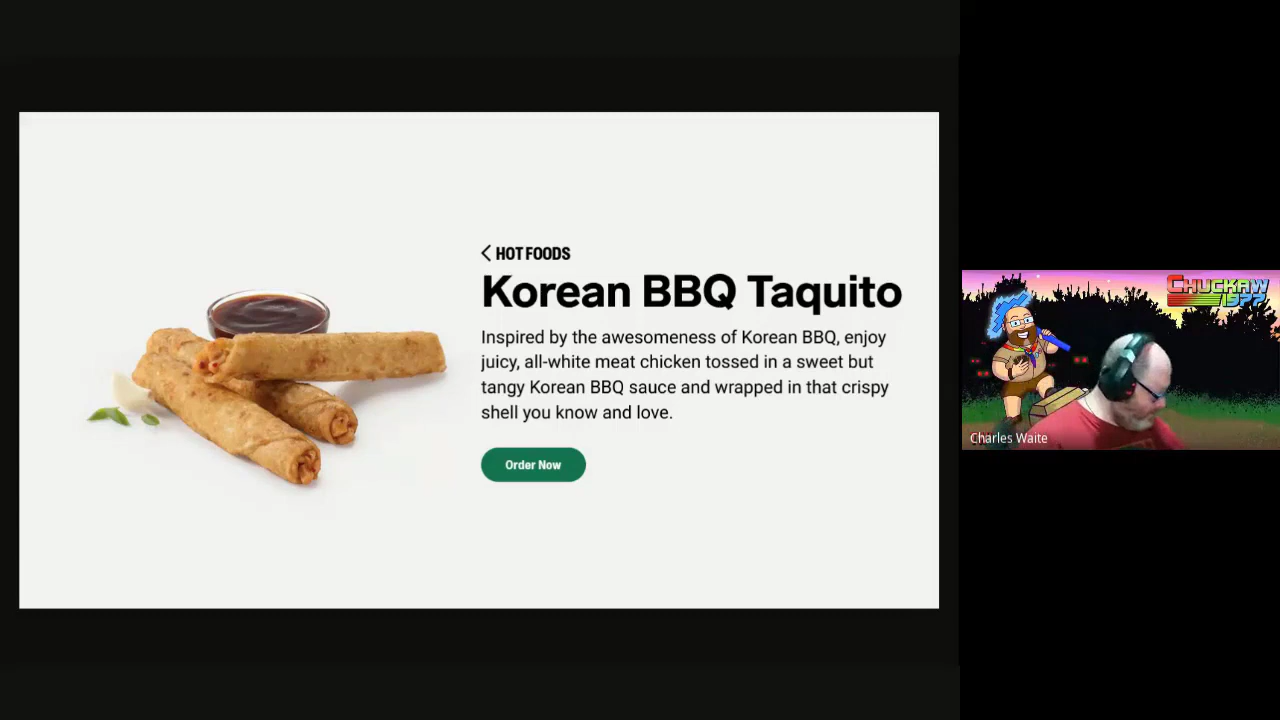 HOT FOODS
Korean BBQ Taquito
Inspired by the awesomeness of Korean BBQ, enjoy
juicy, all-white meat chicken tossed in a sweet but
tangy Korean BBQ sauce and wrapped in that crispy
shell you know and love.
Order Now
CHUCKAW
1977
Charles Waite